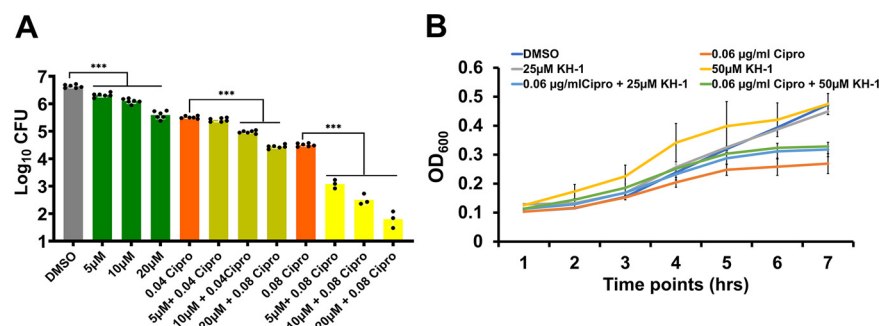 A
Log10 CFU
7
6
5
4
3
2
1
***
***
***
DMSO
5µM
10µM
20µM
0.04 Cipro
5µM+ 0.04 Cipro
10µM + 0.04Cipro
20µM + 0.08 Cipro
0.08 Cipro
5µM+ 0.08 Cipro
10µM + 0.08 Cipro
20µM + 0.08 Cipro
B
DMSO
0.06 µg/ml Cipro
25µM KH-1
50µM KH-1
0.06 µg/mlCipro + 25µM KH-1
0.06 µg/ml Cipro + 50µM KH-1
OD600
0.6
0.5
0.4
0.3
0.2
0.1
0
1 2 3 4 5 6 7
Time points (hrs)